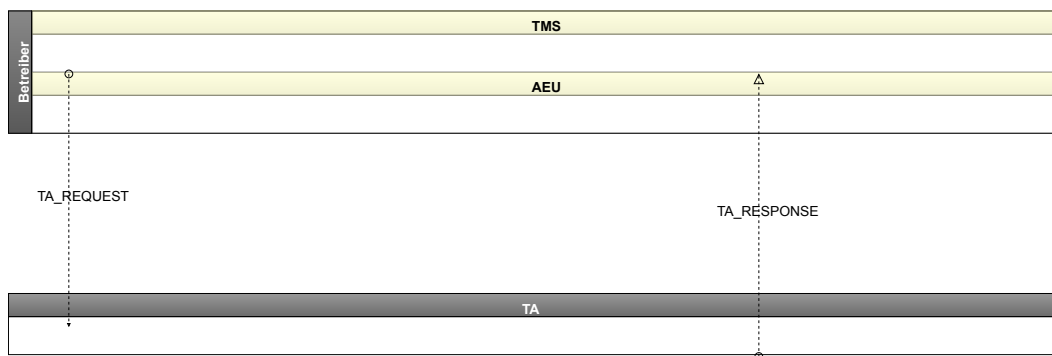 TMS
Betreiber
AEU
TA_REQUEST
TA_RESPONSE
TA